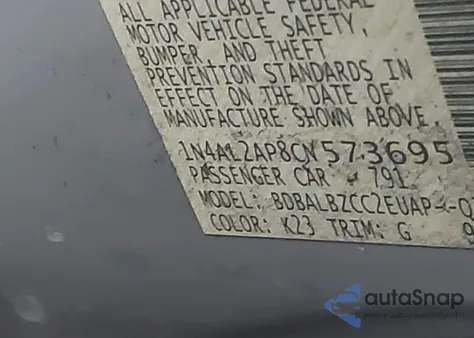 ALL APPLICABLE FEDERAL
MOTOR VEHICLE SAFETY,
BUMPER, AND THEFT
PREVENTION STANDARDS IN
EFFECT ON THE DATE OF
MANUFACTURE SHOWN ABOVE.
1N4AL2AP8CN573695
PASSENGER CAR - 791
MODEL: BDBALBZCC2EUAP--
COLOR: K23 TRIM: G
autoSnap